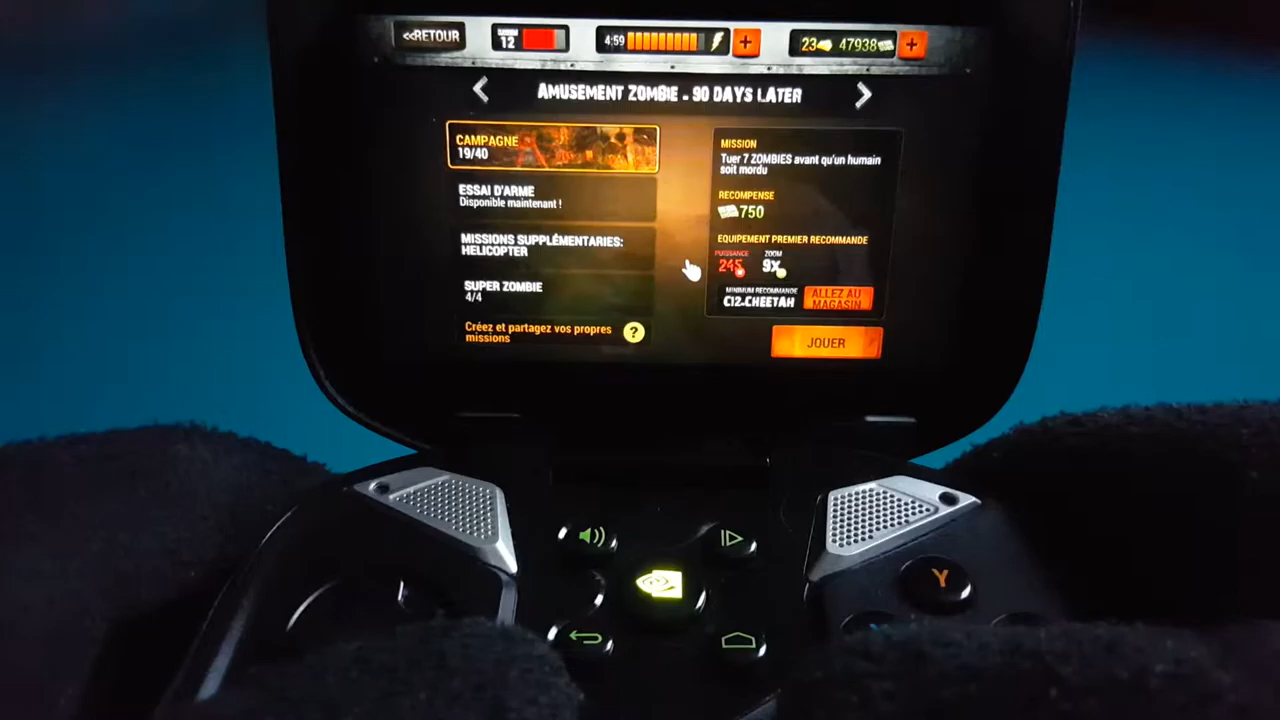 <<RETOUR
12
4:59
23
47938
AMUSEMENT ZOMBIE - 90 DAYS LATER
CAMPAGNE
19/40
ESSAI D'ARME
Disponible maintenant !
MISSIONS SUPPLÉMENTAIRES:
HELICOPTER
SUPER ZOMBIE
4/4
Créez et partagez vos propres
missions
?
MISSION
Tuer 7 ZOMBIES avant qu'un humain
soit mordu
RECOMPENSE
750
EQUIPEMENT PREMIER RECOMMANDE
PUISSANCE
245
ZOOM
9X
MINIMUM RECOMMANDE
C12-CHEETAH
ALLEZ AU
MAGASIN
JOUER
Y